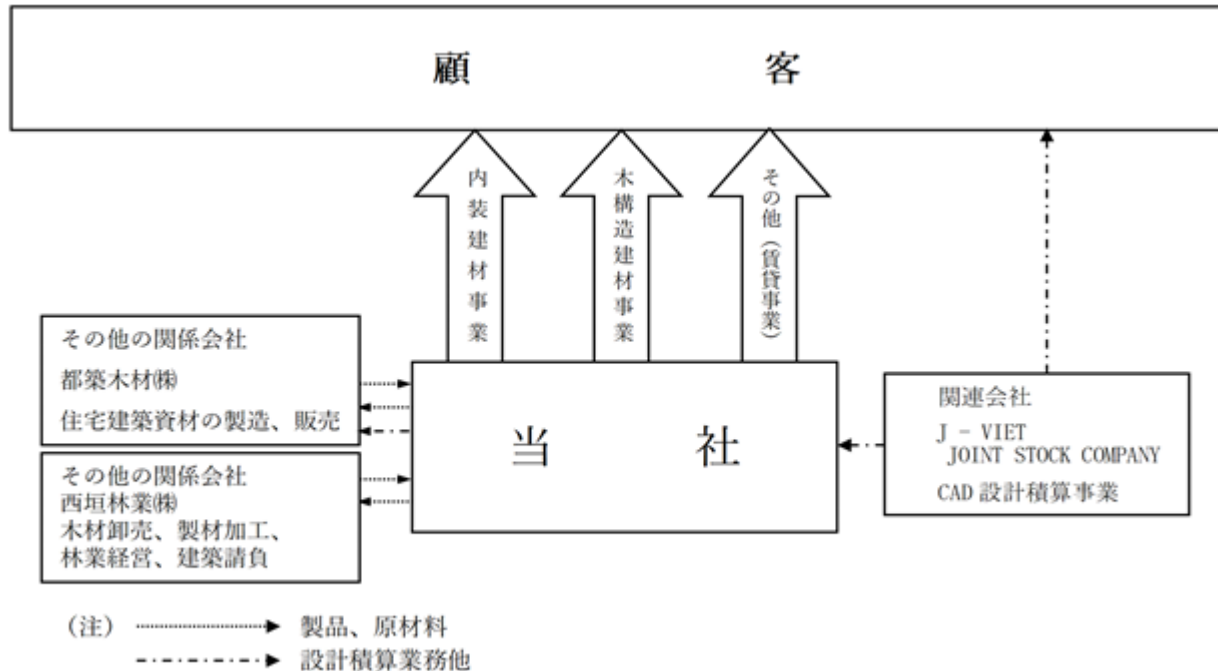 顧 客
内装建材事業
木構造建材事業
その他（賃貸事業）
その他の関係会社
都築木材㈱
住宅建築資材の製造、販売
その他の関係会社
西垣林業㈱
木材卸売、製材加工、
林業経営、建築請負
当 社
関連会社
J － VIET
JOINT STOCK COMPANY
CAD 設計積算事業
（注） 製品、原材料
設計積算業務他